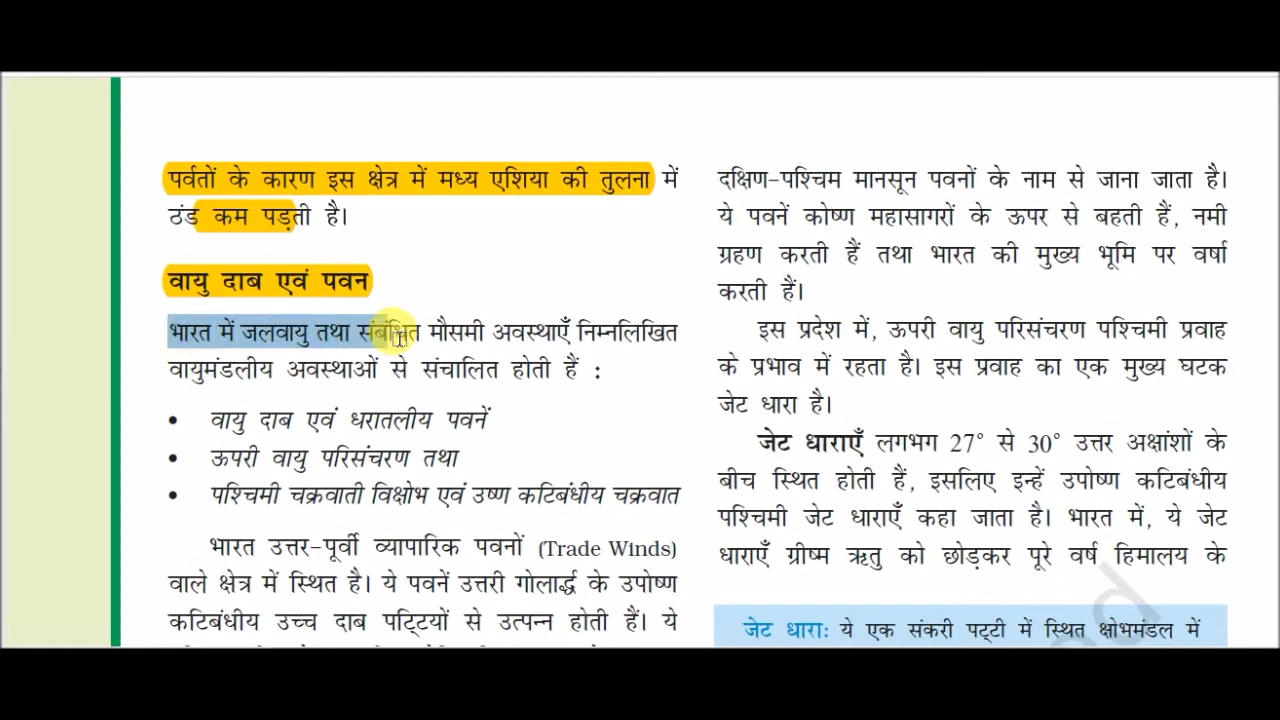 पर्वतों के कारण इस क्षेत्र में मध्य एशिया की तुलना में
ठंड कम पड़ती है।
वायु दाब एवं पवन
भारत में जलवायु तथा संबंधित मौसमी अवस्थाएँ निम्नलिखित
वायुमंडलीय अवस्थाओं से संचालित होती हैं :
• वायु दाब एवं धरातलीय पवनें
• ऊपरी वायु परिसंचरण तथा
• पश्चिमी चक्रवाती विक्षोभ एवं उष्ण कटिबंधीय चक्रवात
भारत उत्तर-पूर्वी व्यापारिक पवनों (Trade Winds)
वाले क्षेत्र में स्थित है। ये पवनें उत्तरी गोलार्द्ध के उपोष्ण
कटिबंधीय उच्च दाब पट्टियों से उत्पन्न होती हैं। ये
दक्षिण-पश्चिम मानसून पवनों के नाम से जाना जाता है।
ये पवनें कोष्ण महासागरों के ऊपर से बहती हैं, नमी
ग्रहण करती हैं तथा भारत की मुख्य भूमि पर वर्षा
करती हैं।
इस प्रदेश में, ऊपरी वायु परिसंचरण पश्चिमी प्रवाह
के प्रभाव में रहता है। इस प्रवाह का एक मुख्य घटक
जेट धारा है।
जेट धाराएँ लगभग 27° से 30° उत्तर अक्षांशों के
बीच स्थित होती हैं, इसलिए इन्हें उपोष्ण कटिबंधीय
पश्चिमी जेट धाराएँ कहा जाता है। भारत में, ये जेट
धाराएँ ग्रीष्म ऋतु को छोड़कर पूरे वर्ष हिमालय के
जेट धारा: ये एक संकरी पट्टी में स्थित क्षोभमंडल में